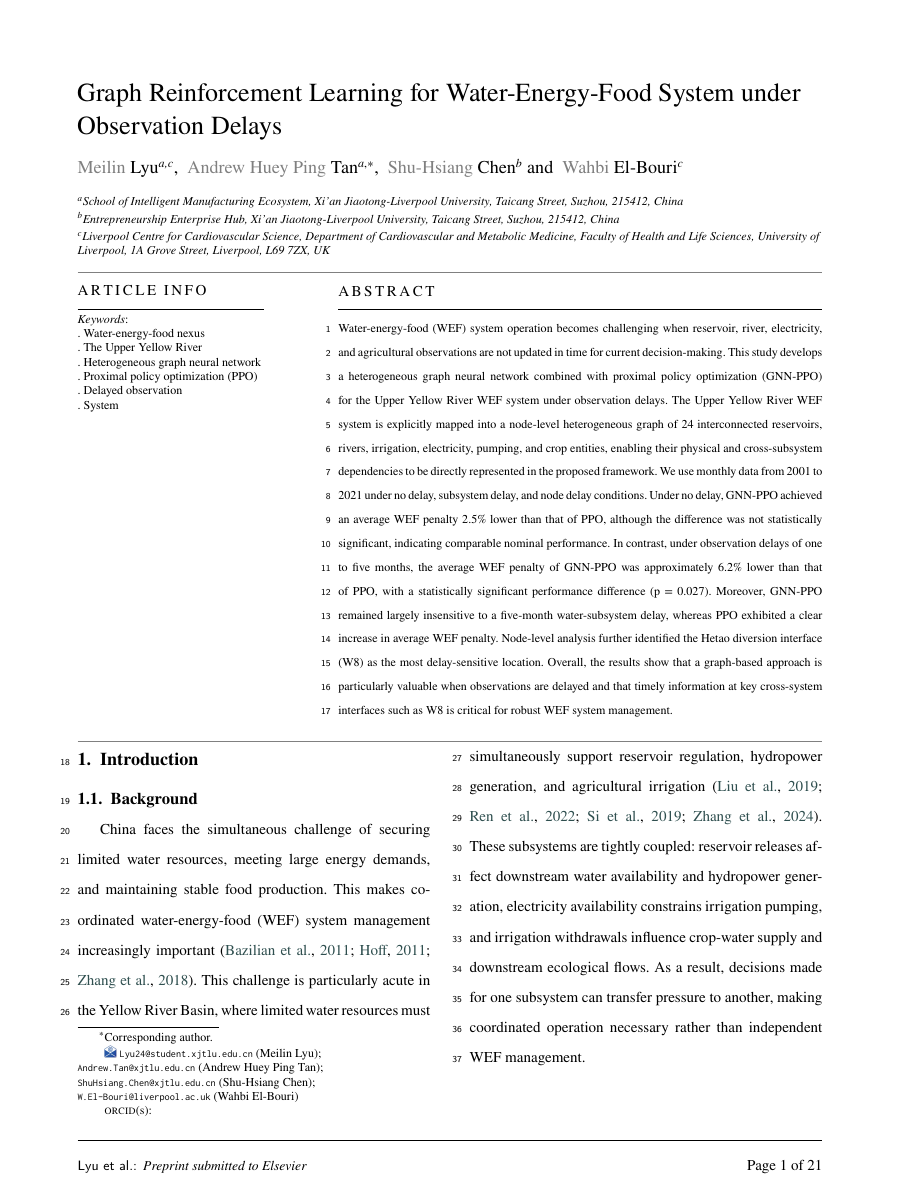 Graph Reinforcement Learning for Water-Energy-Food System under
Observation Delays
Meilin Lyu^a,c, Andrew Huey Ping Tan^a,*, Shu-Hsiang Chen^b and Wahbi El-Bouri^c
^aSchool of Intelligent Manufacturing Ecosystem, Xi'an Jiaotong-Liverpool University, Taicang Street, Suzhou, 215412, China
^bEntrepreneurship Enterprise Hub, Xi'an Jiaotong-Liverpool University, Taicang Street, Suzhou, 215412, China
^cLiverpool Centre for Cardiovascular Science, Department of Cardiovascular and Metabolic Medicine, Faculty of Health and Life Sciences, University of
Liverpool, 1A Grove Street, Liverpool, L69 7ZX, UK
ARTICLE INFO
Keywords:
. Water-energy-food nexus
. The Upper Yellow River
. Heterogeneous graph neural network
. Proximal policy optimization (PPO)
. Delayed observation
. System
ABSTRACT
1 Water-energy-food (WEF) system operation becomes challenging when reservoir, river, electricity,
2 and agricultural observations are not updated in time for current decision-making. This study develops
3 a heterogeneous graph neural network combined with proximal policy optimization (GNN-PPO)
4 for the Upper Yellow River WEF system under observation delays. The Upper Yellow River WEF
5 system is explicitly mapped into a node-level heterogeneous graph of 24 interconnected reservoirs,
6 rivers, irrigation, electricity, pumping, and crop entities, enabling their physical and cross-subsystem
7 dependencies to be directly represented in the proposed framework. We use monthly data from 2001 to
8 2021 under no delay, subsystem delay, and node delay conditions. Under no delay, GNN-PPO achieved
9 an average WEF penalty 2.5% lower than that of PPO, although the difference was not statistically
10 significant, indicating comparable nominal performance. In contrast, under observation delays of one
11 to five months, the average WEF penalty of GNN-PPO was approximately 6.2% lower than that
12 of PPO, with a statistically significant performance difference (p = 0.027). Moreover, GNN-PPO
13 remained largely insensitive to a five-month water-subsystem delay, whereas PPO exhibited a clear
14 increase in average WEF penalty. Node-level analysis further identified the Hetao diversion interface
15 (W8) as the most delay-sensitive location. Overall, the results show that a graph-based approach is
16 particularly valuable when observations are delayed and that timely information at key cross-system
17 interfaces such as W8 is critical for robust WEF system management.
18 1. Introduction
19 1.1. Background
20 China faces the simultaneous challenge of securing
21 limited water resources, meeting large energy demands,
22 and maintaining stable food production. This makes co-
23 ordinated water-energy-food (WEF) system management
24 increasingly important (Bazilian et al., 2011; Hoff, 2011;
25 Zhang et al., 2018). This challenge is particularly acute in
26 the Yellow River Basin, where limited water resources must
*Corresponding author.
Lyu24@student.xjtlu.edu.cn (Meilin Lyu);
Andrew.Tan@xjtlu.edu.cn (Andrew Huey Ping Tan);
ShuHsiang.Chen@xjtlu.edu.cn (Shu-Hsiang Chen);
W.El-Bouri@liverpool.ac.uk (Wahbi El-Bouri)
ORCID(s):
27 simultaneously support reservoir regulation, hydropower
28 generation, and agricultural irrigation (Liu et al., 2019;
29 Ren et al., 2022; Si et al., 2019; Zhang et al., 2024).
30 These subsystems are tightly coupled: reservoir releases af-
31 fect downstream water availability and hydropower gener-
32 ation, electricity availability constrains irrigation pumping,
33 and irrigation withdrawals influence crop-water supply and
34 downstream ecological flows. As a result, decisions made
35 for one subsystem can transfer pressure to another, making
36 coordinated operation necessary rather than independent
37 WEF management.
Lyu et al.: Preprint submitted to Elsevier
Page 1 of 21